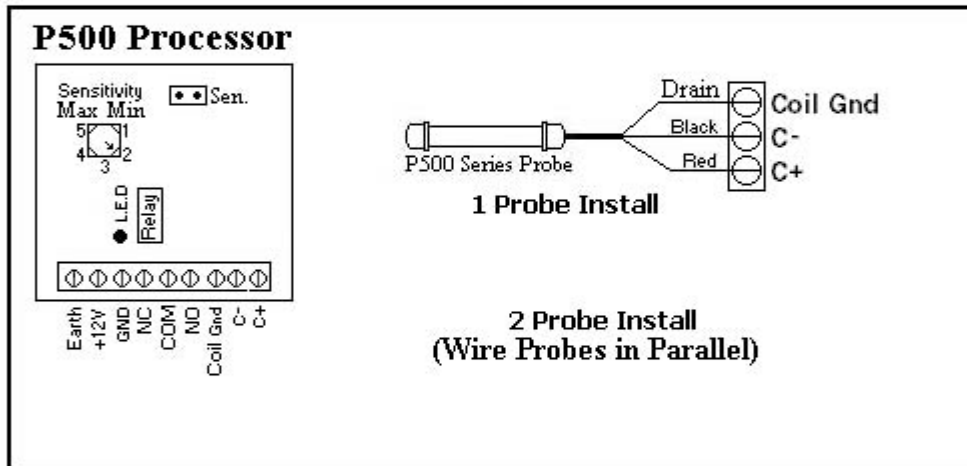 P500 Processor
Sensitivity
Max Min
Sen.
5 1
4 2
3
L.E.D
Relay
Earth
+12V
GND
NC
COM
NO
Coil Gnd
C-
C+
Drain
Black
Red
Coil Gnd
C-
C+
P500 Series Probe
1 Probe Install
2 Probe Install
(Wire Probes in Parallel)